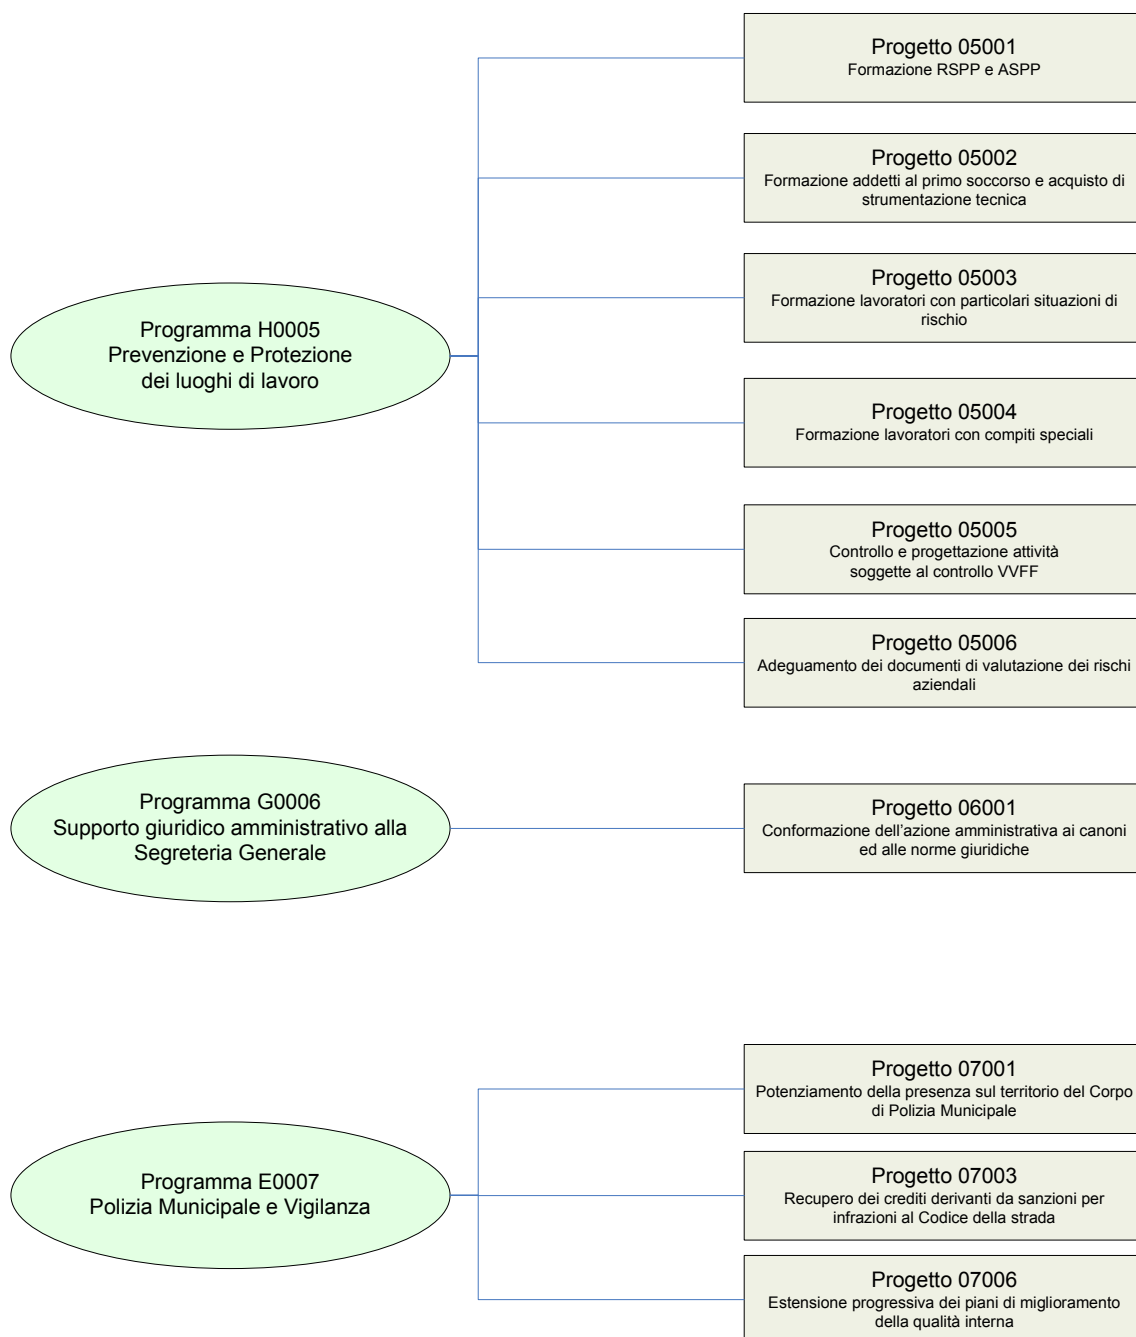 Progetto 05001
Formazione RSPP e ASPP
Progetto 05002
Formazione addetti al primo soccorso e acquisto di
strumentazione tecnica
Progetto 05003
Formazione lavoratori con particolari situazioni di
rischio
Programma H0005
Prevenzione e Protezione
dei luoghi di lavoro
Progetto 05004
Formazione lavoratori con compiti speciali
Progetto 05005
Controllo e progettazione attività
soggette al controllo VVFF
Progetto 05006
Adeguamento dei documenti di valutazione dei rischi
aziendali
Programma G0006
Supporto giuridico amministrativo alla
Segreteria Generale
Progetto 06001
Conformazione dell’azione amministrativa ai canoni
ed alle norme giuridiche
Progetto 07001
Potenziamento della presenza sul territorio del Corpo
di Polizia Municipale
Programma E0007
Polizia Municipale e Vigilanza
Progetto 07003
Recupero dei crediti derivanti da sanzioni per
infrazioni al Codice della strada
Progetto 07006
Estensione progressiva dei piani di miglioramento
della qualità interna